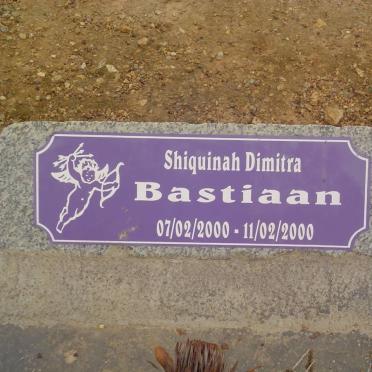 Shiquinah Dimitra
Bastiaan
07/02/2000 - 11/02/2000